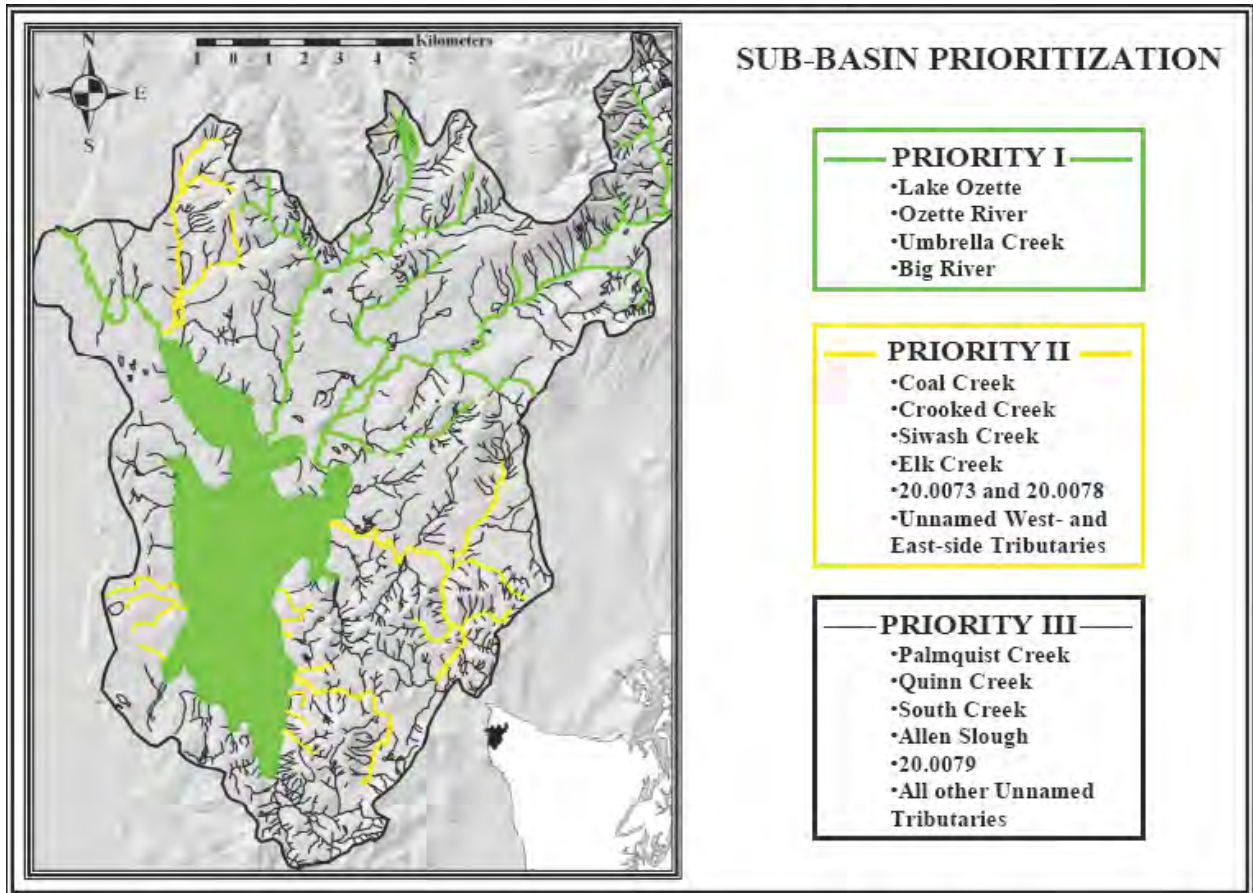 N
W
E
S
1 0 1 2 3 4 5 Kilometers
SUB-BASIN PRIORITIZATION
PRIORITY I
•Lake Ozette
•Ozette River
•Umbrella Creek
•Big River
PRIORITY II
•Coal Creek
•Crooked Creek
•Siwash Creek
•Elk Creek
•20.0073 and 20.0078
•Unnamed West- and
East-side Tributaries
PRIORITY III
•Palmquist Creek
•Quinn Creek
•South Creek
•Allen Slough
•20.0079
•All other Unnamed
Tributaries